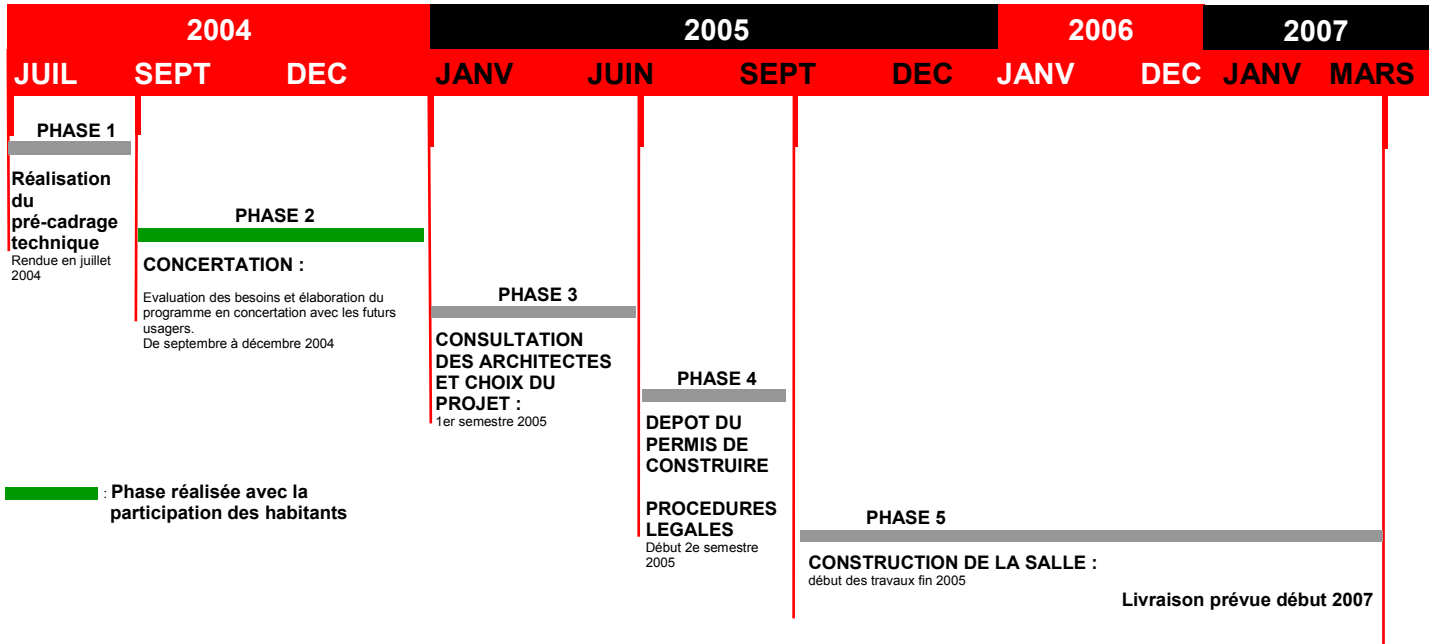 2004 2005 2006 2007
JUIL SEPT DEC JANV JUIN SEPT DEC JANV DEC JANV MARS
PHASE 1
Réalisation
du
pré-cadrage
technique
Rendue en juillet
2004
PHASE 2
CONCERTATION :
Evaluation des besoins et élaboration du
programme en concertation avec les futurs
usagers.
De septembre à décembre 2004
PHASE 3
CONSULTATION
DES ARCHITECTES
ET CHOIX DU
PROJET :
1er semestre 2005
PHASE 4
DEPOT DU
PERMIS DE
CONSTRUIRE
PROCEDURES
LEGALES
Début 2e semestre
2005
PHASE 5
CONSTRUCTION DE LA SALLE :
début des travaux fin 2005
Livraison prévue début 2007
: Phase réalisée avec la
participation des habitants